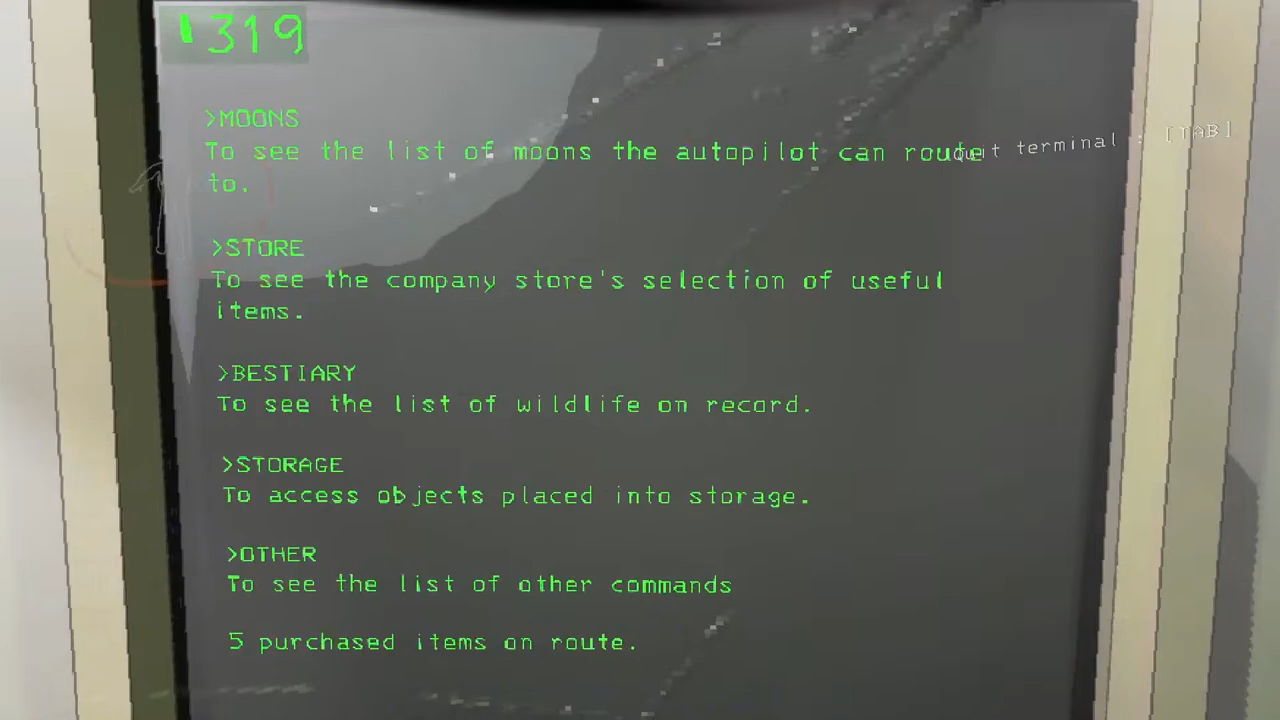 ▮319
>MOONS
To see the list of moons the autopilot can route
to.
Quit terminal : [TAB]
>STORE
To see the company store's selection of useful
items.
>BESTIARY
To see the list of wildlife on record.
>STORAGE
To access objects placed into storage.
>OTHER
To see the list of other commands
5 purchased items on route.